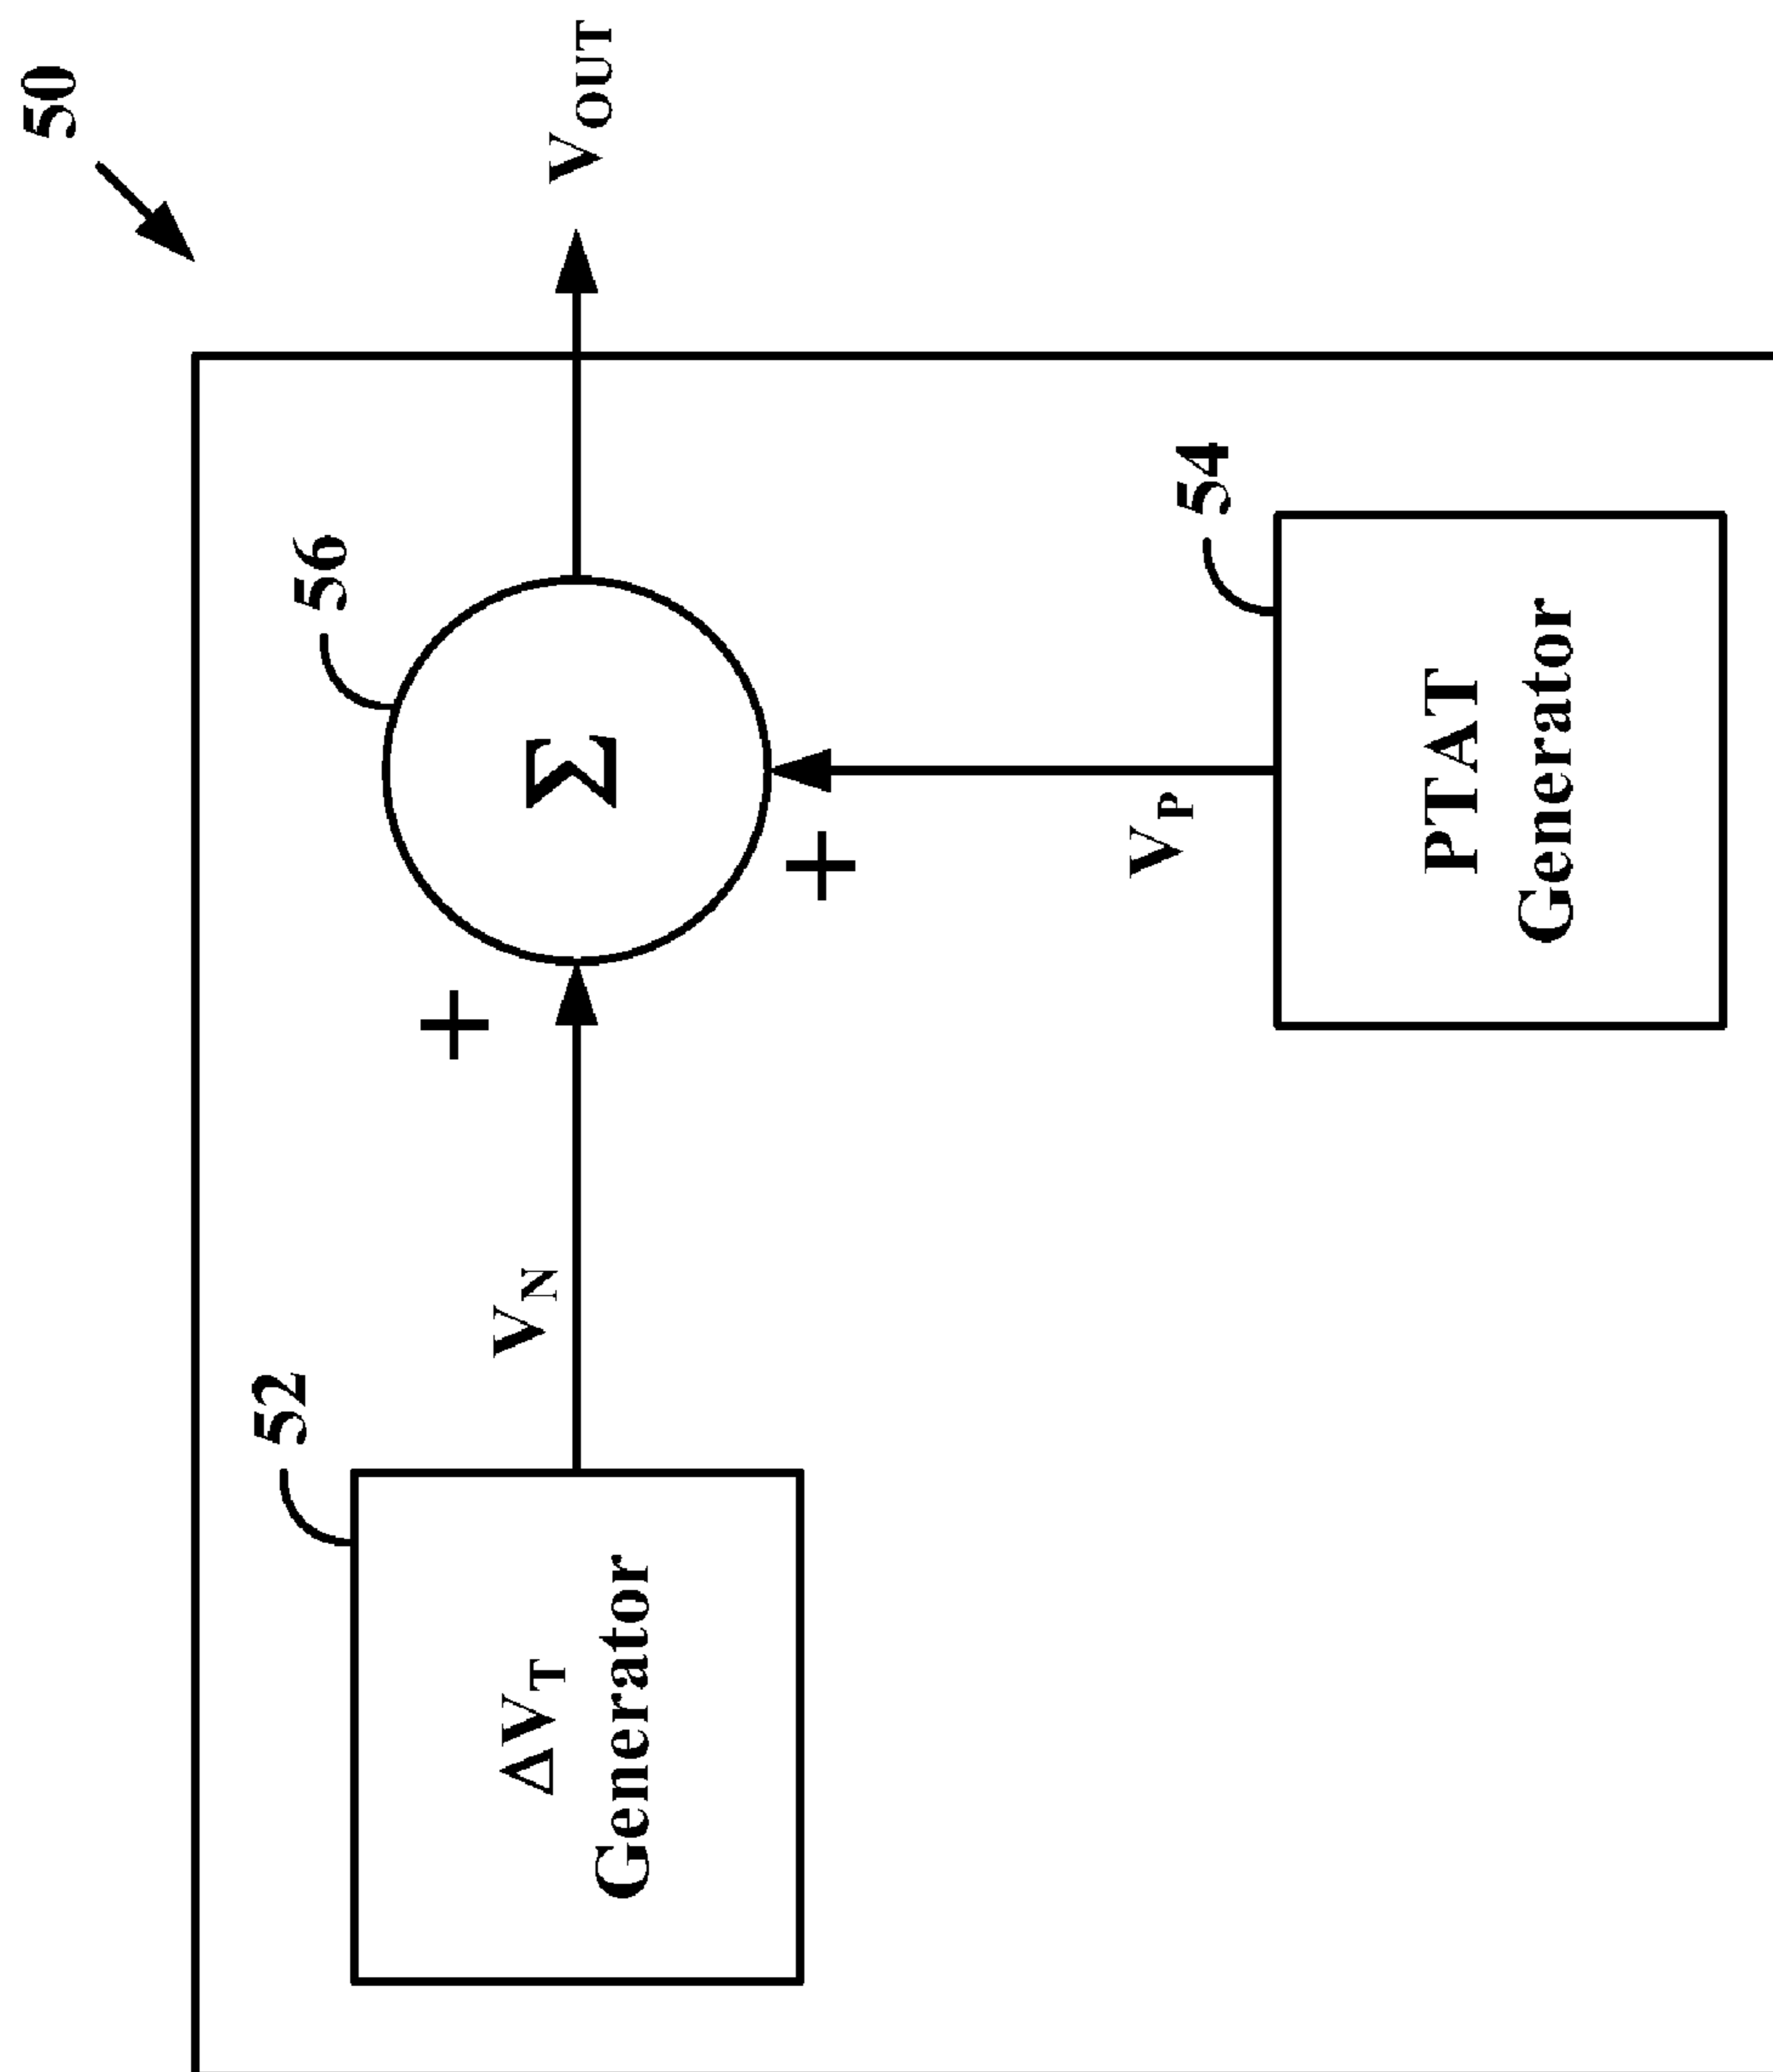 50
52
ΔVT
Generator
VN
+
56
Σ
VOUT
+
VP
54
PTAT
Generator